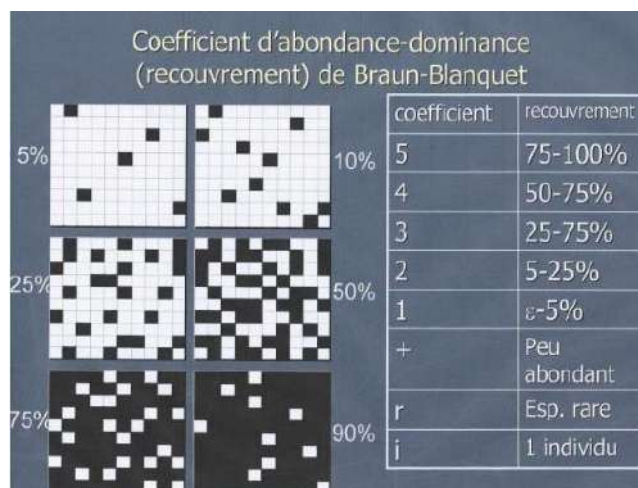 Coefficient d'abondance-dominance
(recouvrement) de Braun-Blanquet
5%
10%
25%
50%
75%
90%
coefficient recouvrement
5 75-100%
4 50-75%
3 25-75%
2 5-25%
1 ε-5%
+ Peu
abondant
r Esp. rare
i 1 individu